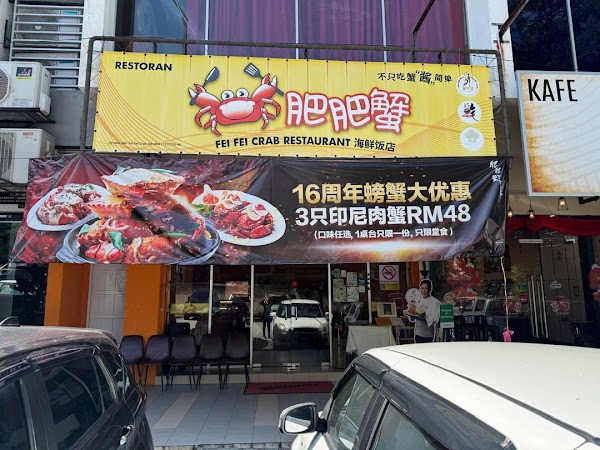 RESTORAN
不只吃蟹"酱"简单
肥肥蟹
FEI FEI CRAB RESTAURANT 海鲜饭店
KAFE
16周年螃蟹大优惠
3只印尼肉蟹RM48
(口味任选, 1桌台只限一份, 只限堂食)